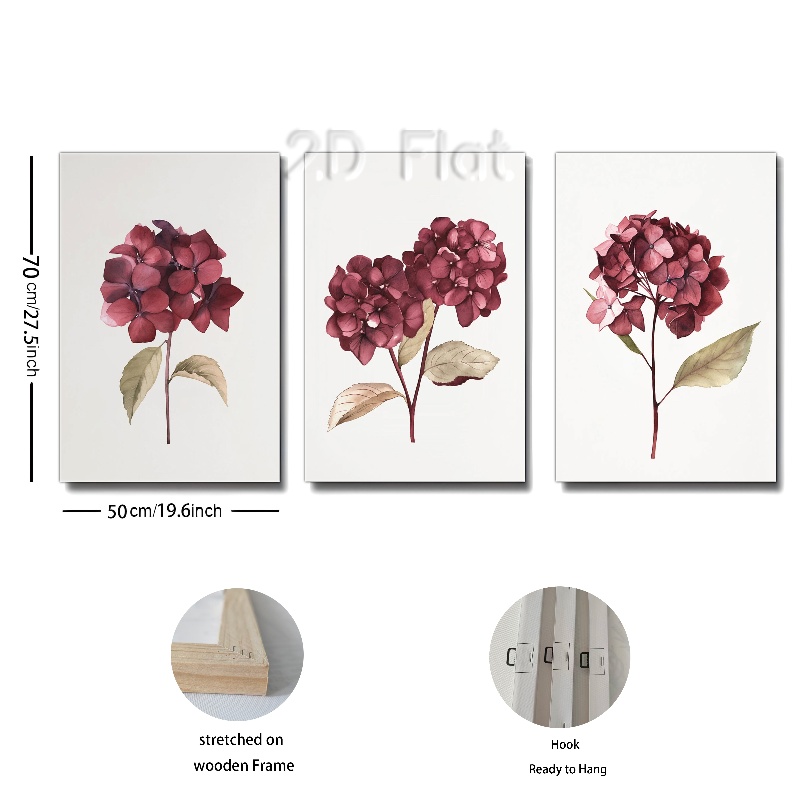 2D Flat.
70 cm/27.5inch
50cm/19.6inch
stretched on
wooden Frame
Hook
Ready to Hang